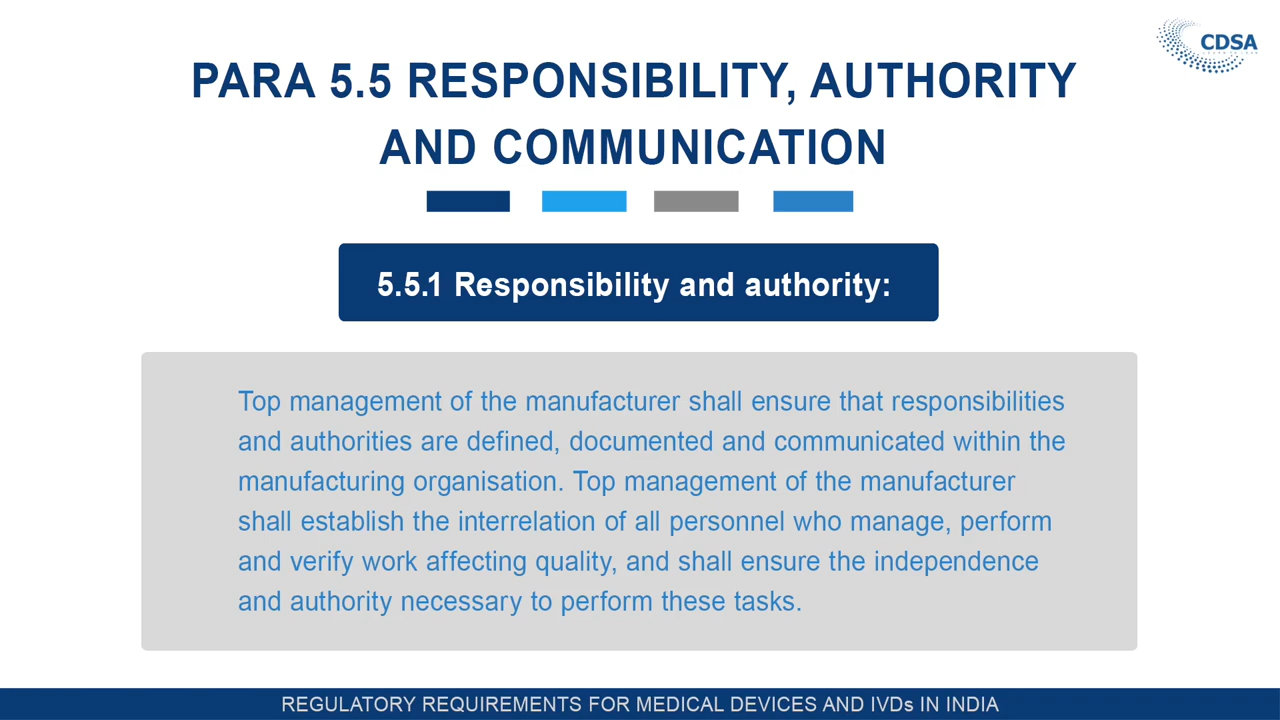 CDSA
PARA 5.5 RESPONSIBILITY, AUTHORITY
AND COMMUNICATION
5.5.1 Responsibility and authority:
Top management of the manufacturer shall ensure that responsibilities
and authorities are defined, documented and communicated within the
manufacturing organisation. Top management of the manufacturer
shall establish the interrelation of all personnel who manage, perform
and verify work affecting quality, and shall ensure the independence
and authority necessary to perform these tasks.
REGULATORY REQUIREMENTS FOR MEDICAL DEVICES AND IVDs IN INDIA